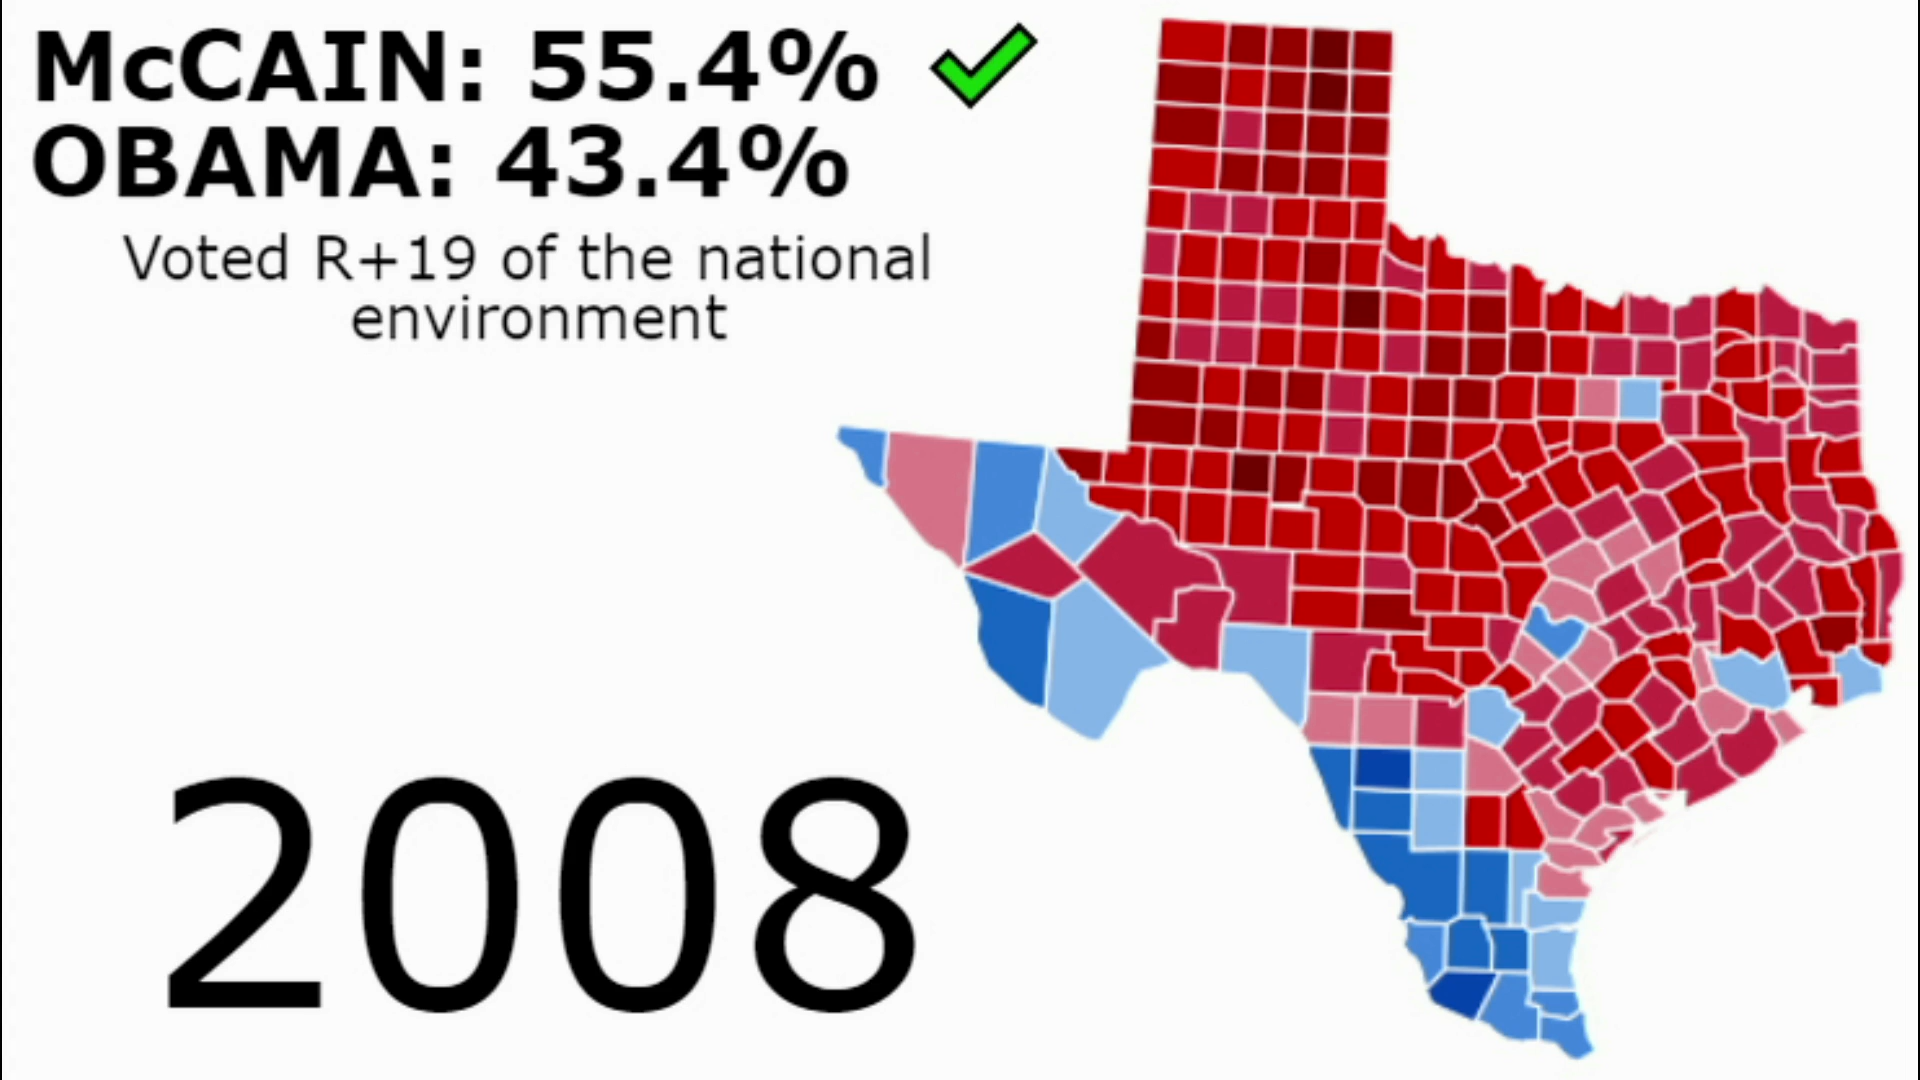 McCAIN: 55.4%
OBAMA: 43.4%
Voted R+19 of the national
environment
2008